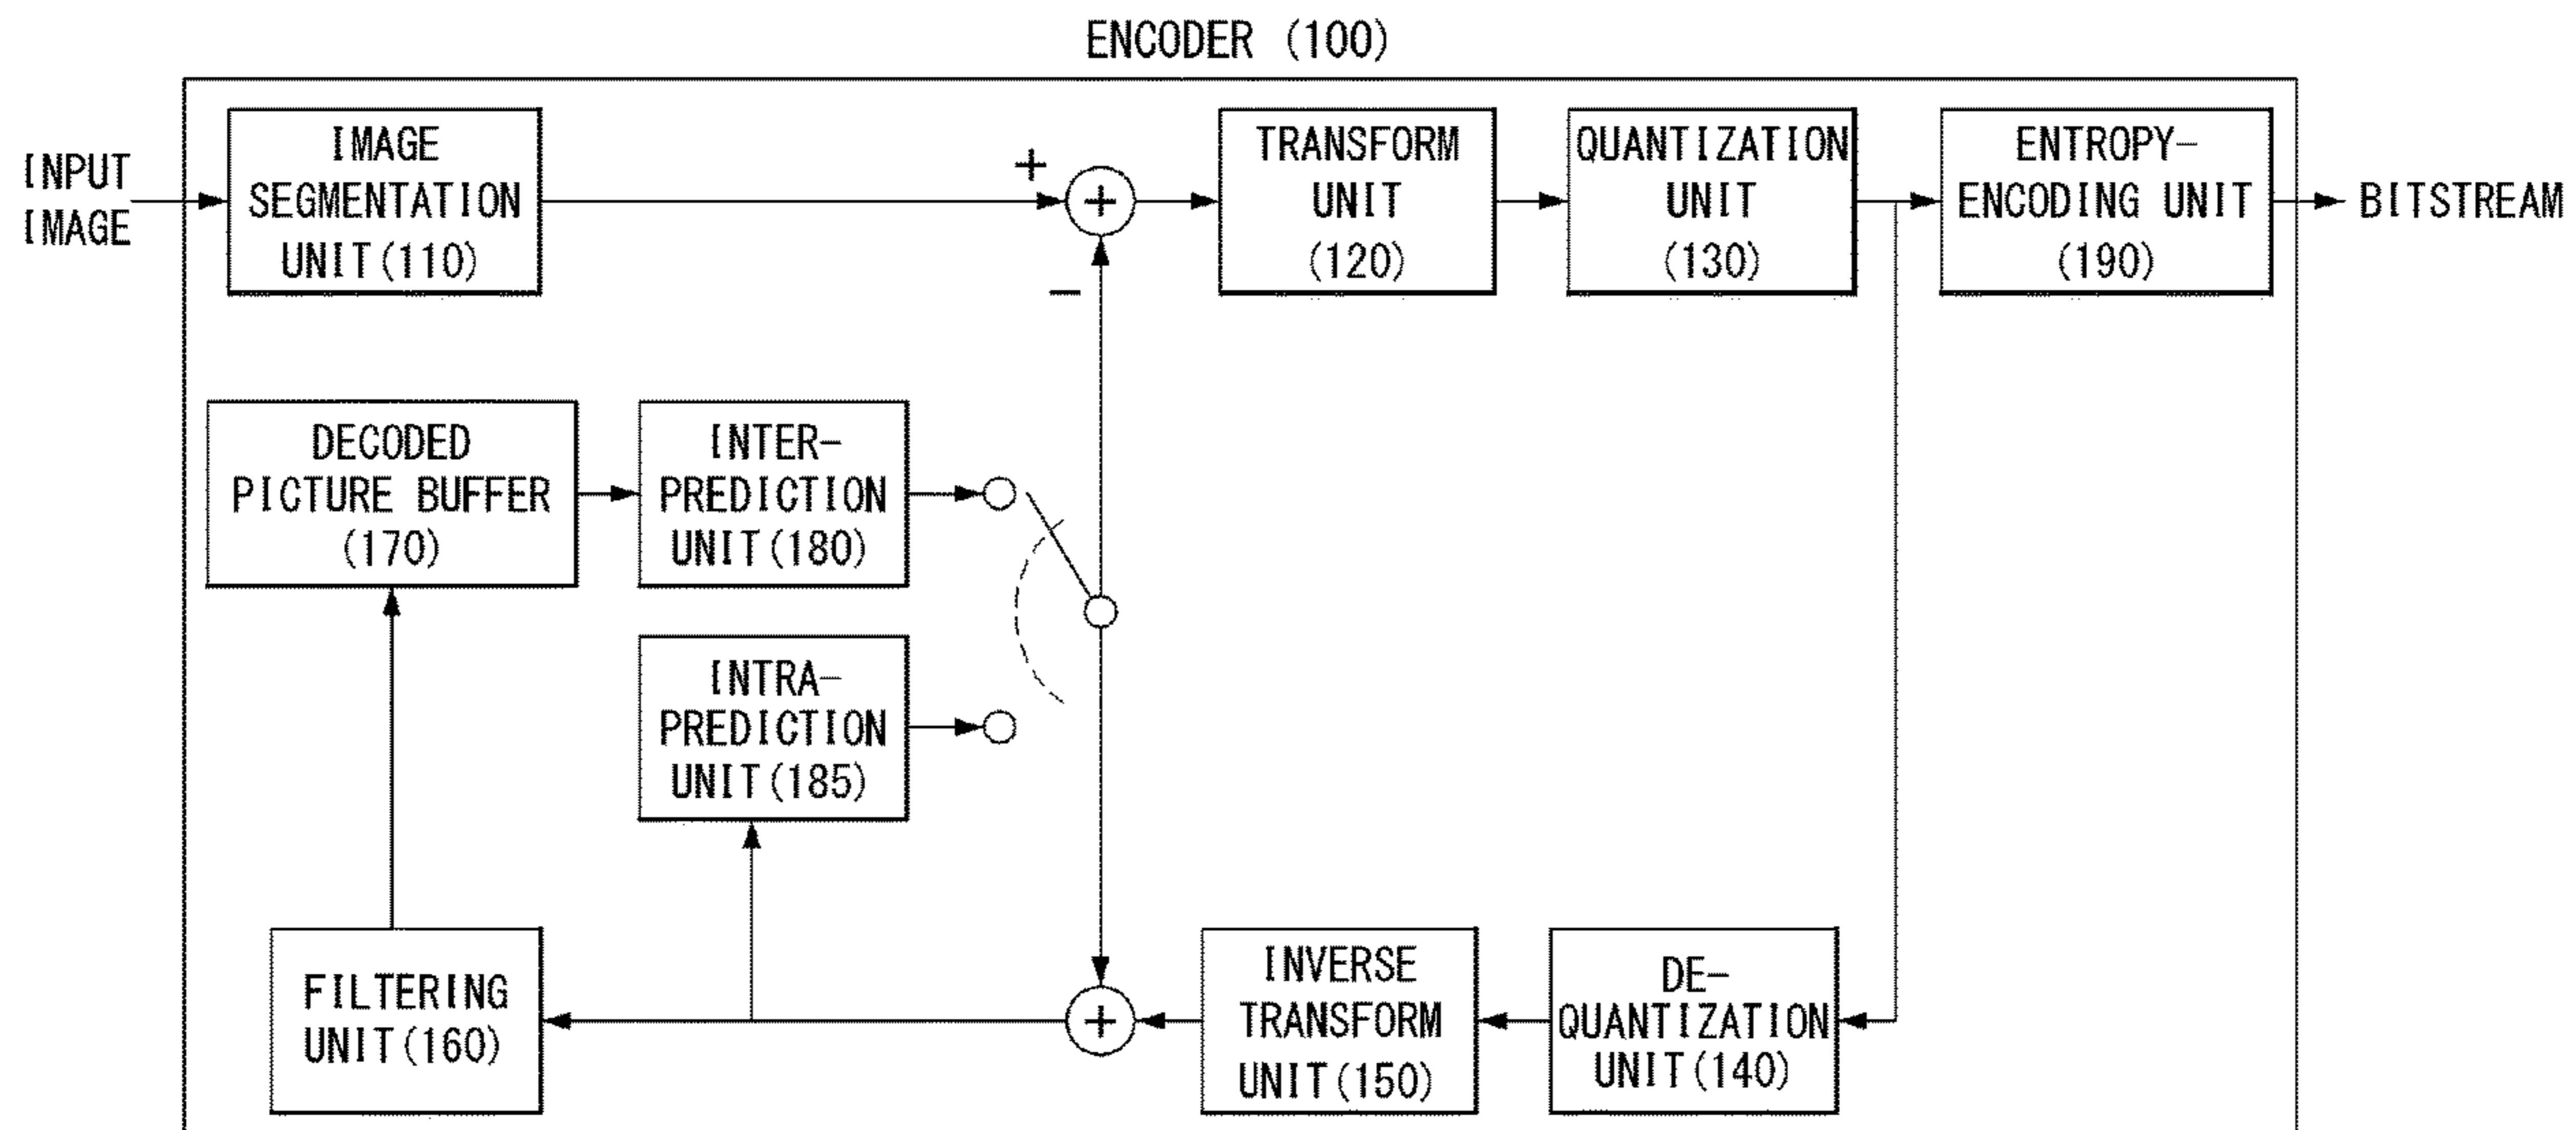 ENCODER (100)
INPUT
IMAGE
IMAGE
SEGMENTATION
UNIT(110)
+
+
−
TRANSFORM
UNIT
(120)
QUANTIZATION
UNIT
(130)
ENTROPY-
ENCODING UNIT
(190)
BITSTREAM
DECODED
PICTURE BUFFER
(170)
INTER-
PREDICTION
UNIT(180)
INTRA-
PREDICTION
UNIT(185)
FILTERING
UNIT(160)
+
INVERSE
TRANSFORM
UNIT(150)
DE-
QUANTIZATION
UNIT(140)